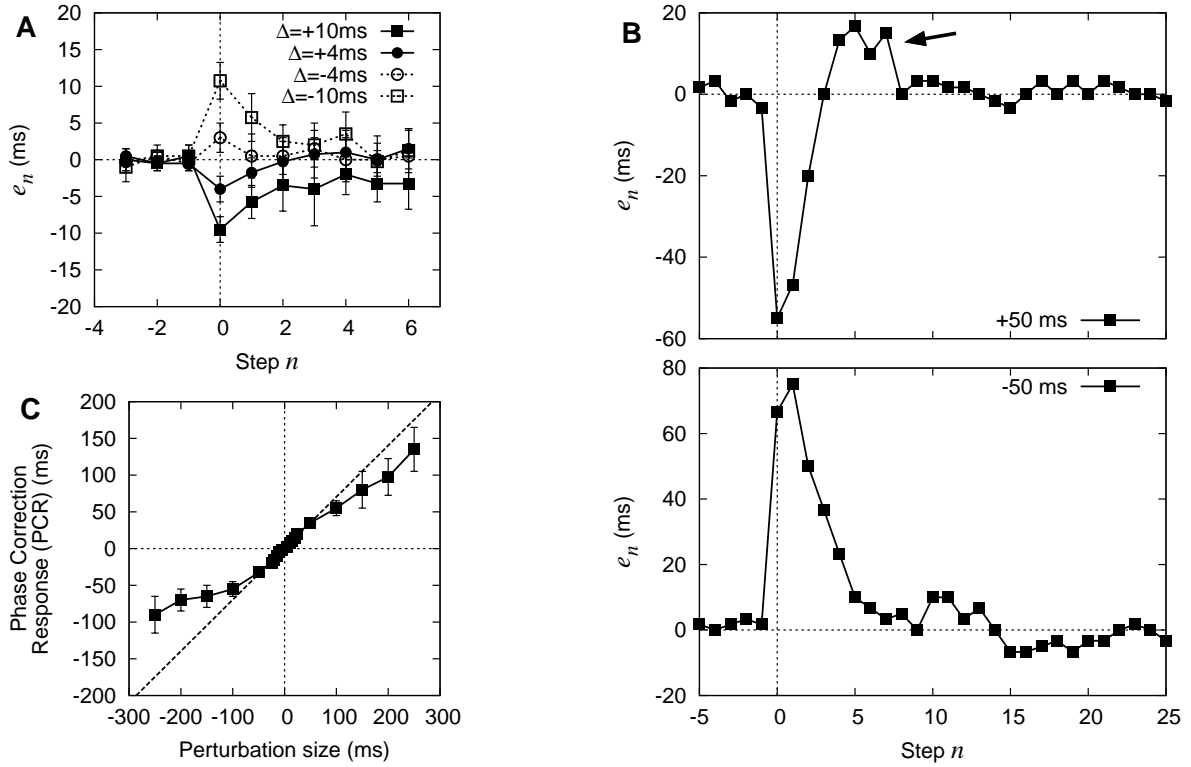 A
Δ=+10ms
Δ=+4ms
Δ=-4ms
Δ=-10ms
20
15
10
5
0
-5
-10
-15
-20
e_n (ms)
-4 -2 0 2 4 6
Step n
B
20
0
-20
-40
-60
e_n (ms)
+50 ms
80
60
40
20
0
-20
e_n (ms)
-50 ms
-5 0 5 10 15 20 25
Step n
C
200
150
100
50
0
-50
-100
-150
-200
Phase Correction
Response (PCR) (ms)
-300 -200 -100 0 100 200 300
Perturbation size (ms)